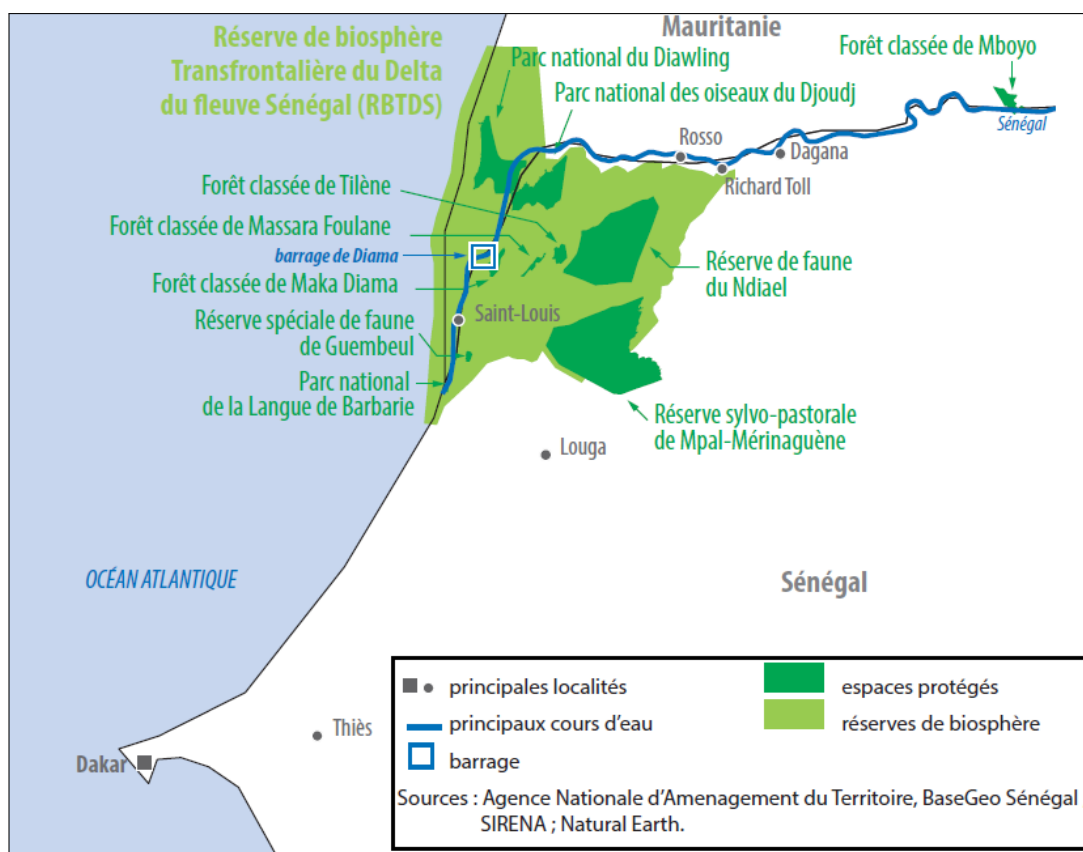 Réserve de biosphère
Transfrontalière du Delta
du fleuve Sénégal (RBTDS)
Mauritanie
Parc national du Diawling
Parc national des oiseaux du Djoudj
Forêt classée de Mboyo
Sénégal
Rosso
Dagana
Richard Toll
Forêt classée de Tilène
Forêt classée de Massara Foulane
barrage de Diama
Forêt classée de Maka Diama
Réserve de faune
du Ndiael
Saint-Louis
Réserve spéciale de faune
de Guembeul
Parc national
de la Langue de Barbarie
Réserve sylvo-pastorale
de Mpal-Mérinaguène
Louga
OCÉAN ATLANTIQUE
Sénégal
Thiès
Dakar
principales localités
principaux cours d'eau
barrage
espaces protégés
réserves de biosphère
Sources : Agence Nationale d'Amenagement du Territoire, BaseGeo Sénégal
SIRENA ; Natural Earth.